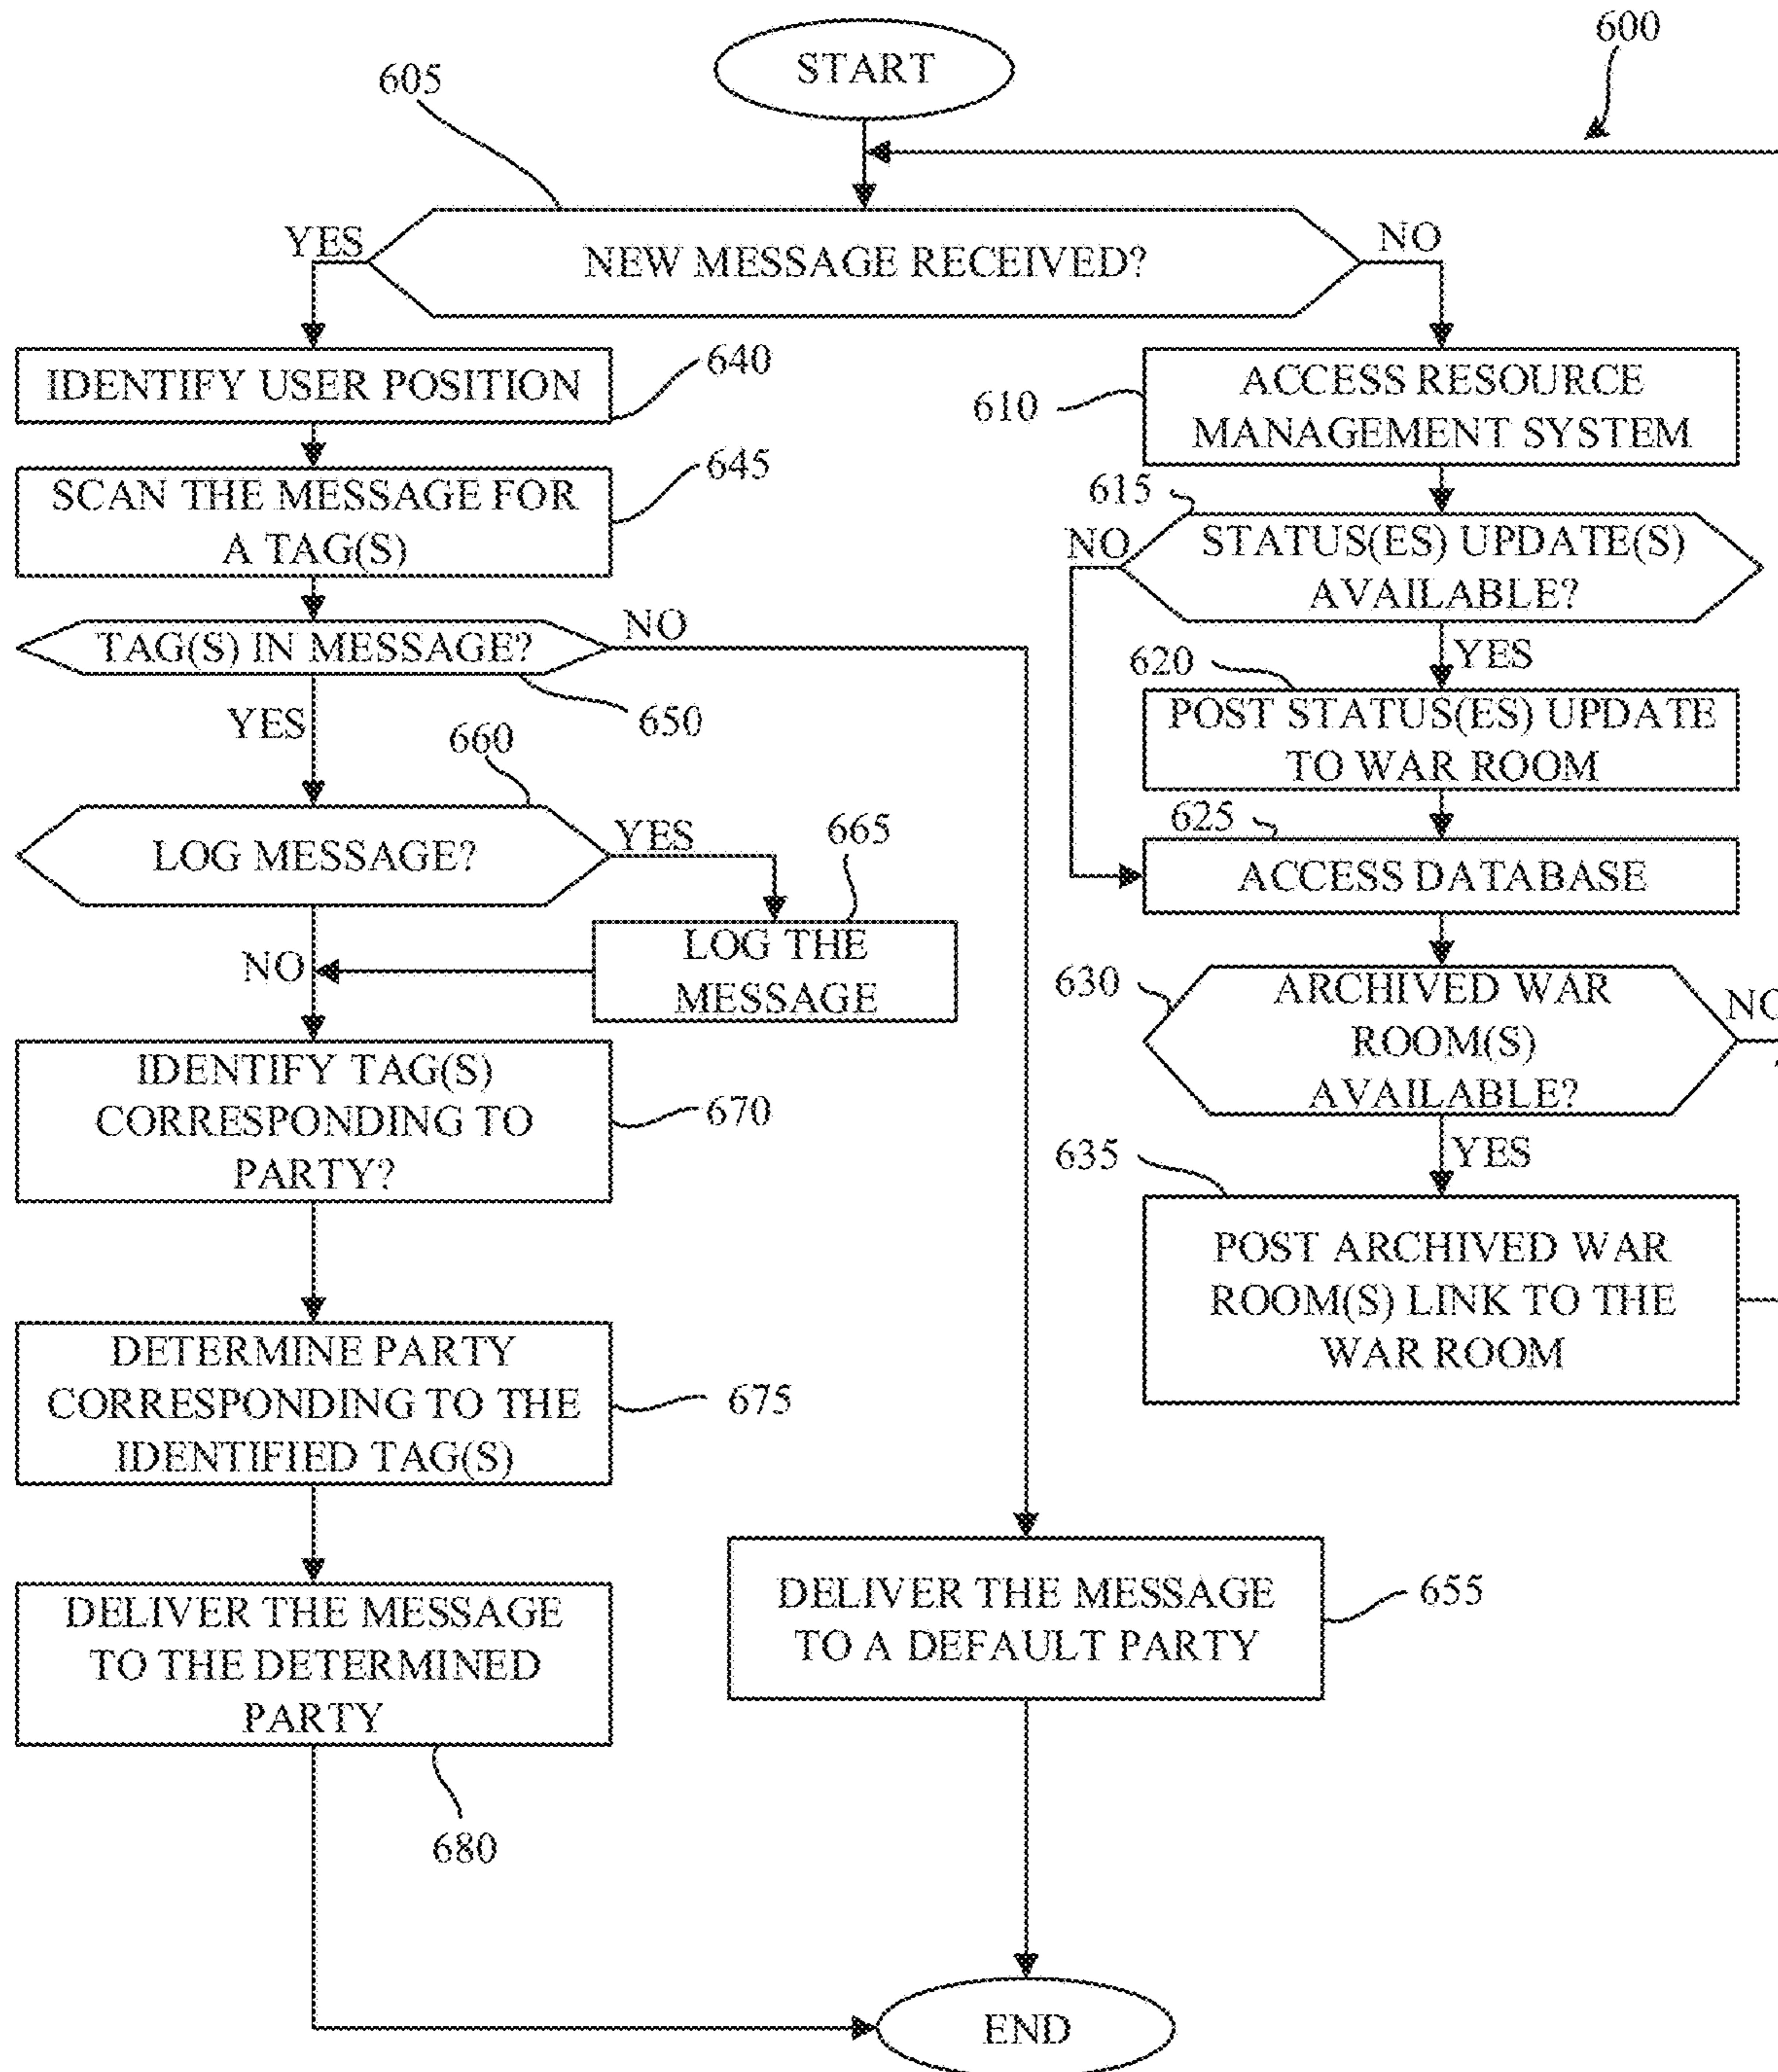 600
START
605
NEW MESSAGE RECEIVED?
YES
NO
IDENTIFY USER POSITION
640
SCAN THE MESSAGE FOR
A TAG(S)
645
TAG(S) IN MESSAGE?
NO
650
YES
660
LOG MESSAGE?
YES
665
LOG THE
MESSAGE
NO
IDENTIFY TAG(S)
CORRESPONDING TO
PARTY?
670
DETERMINE PARTY
CORRESPONDING TO THE
IDENTIFIED TAG(S)
675
DELIVER THE MESSAGE
TO THE DETERMINED
PARTY
680
DELIVER THE MESSAGE
TO A DEFAULT PARTY
655
ACCESS RESOURCE
MANAGEMENT SYSTEM
610
615
NO
STATUS(ES) UPDATE(S)
AVAILABLE?
YES
620
POST STATUS(ES) UPDATE
TO WAR ROOM
625
ACCESS DATABASE
630
ARCHIVED WAR
ROOM(S)
AVAILABLE?
NO
YES
635
POST ARCHIVED WAR
ROOM(S) LINK TO THE
WAR ROOM
END